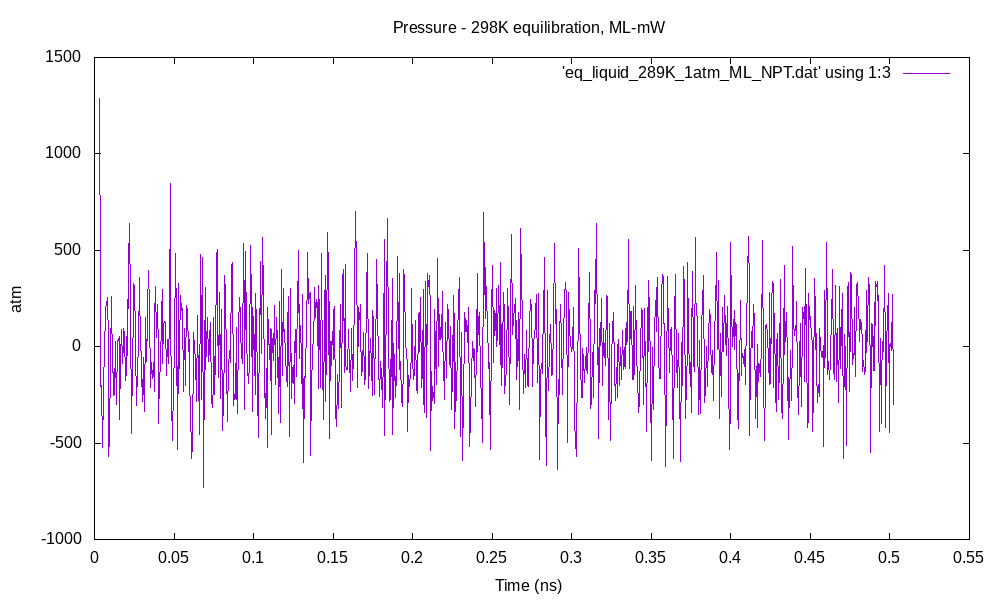 Pressure - 298K equilibration, ML-mW
'eq_liquid_289K_1atm_ML_NPT.dat' using 1:3
1500
1000
500
0
-500
-1000
atm
0 0.05 0.1 0.15 0.2 0.25 0.3 0.35 0.4 0.45 0.5 0.55
Time (ns)